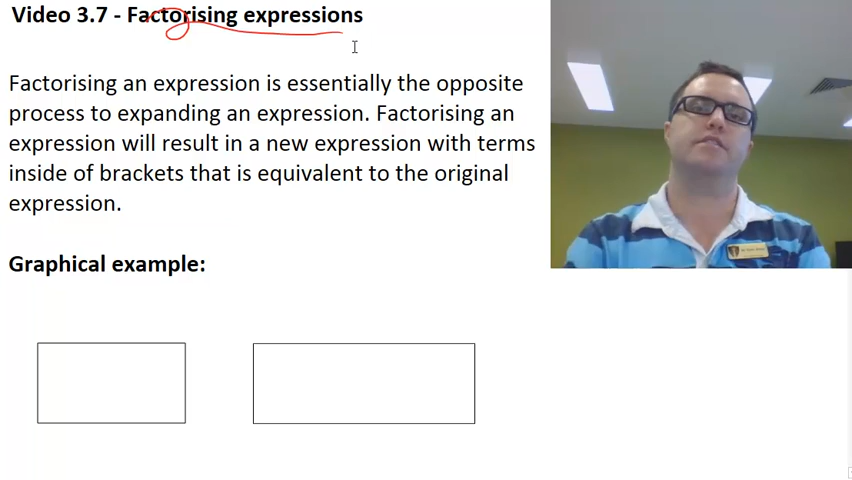 Video 3.7 - Factorising expressions
Factorising an expression is essentially the opposite
process to expanding an expression. Factorising an
expression will result in a new expression with terms
inside of brackets that is equivalent to the original
expression.
Graphical example: